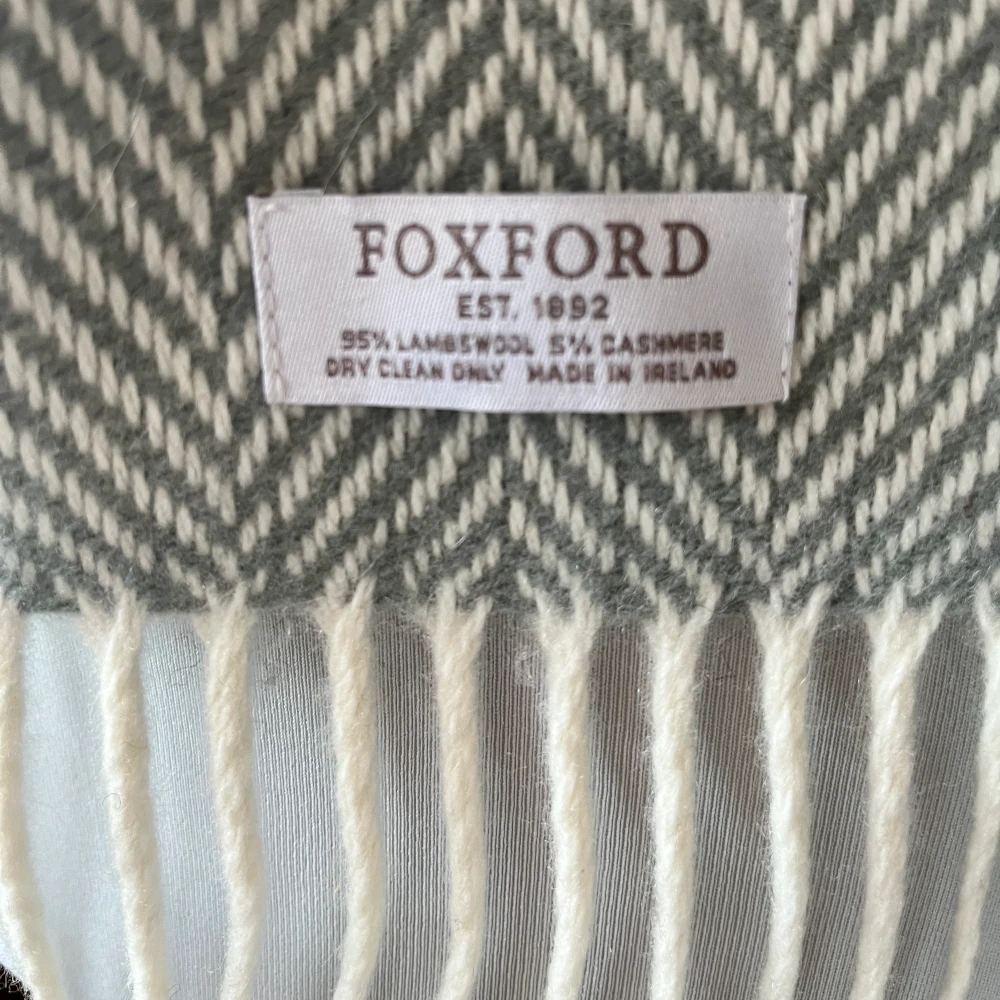 FOXFORD
EST. 1892
95% LAMBSWOOL 5% CASHMERE
DRY CLEAN ONLY MADE IN IRELAND